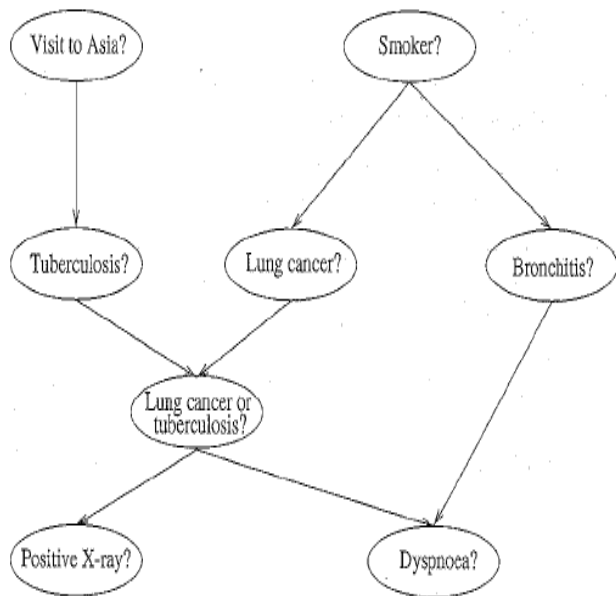 Visit to Asia?
Smoker?
Tuberculosis?
Lung cancer?
Bronchitis?
Lung cancer or
tuberculosis?
Positive X-ray?
Dyspnoea?